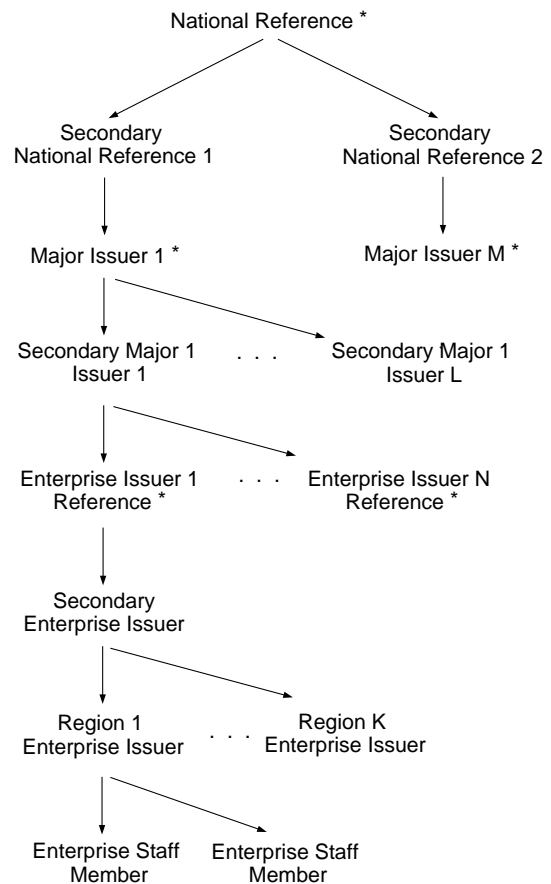 National Reference *
Secondary
National Reference 1
Secondary
National Reference 2
Major Issuer 1 *
Major Issuer M *
Secondary Major 1
Issuer 1
. . .
Secondary Major 1
Issuer L
Enterprise Issuer 1
Reference *
. . .
Enterprise Issuer N
Reference *
Secondary
Enterprise Issuer
Region 1
Enterprise Issuer
. . .
Region K
Enterprise Issuer
Enterprise Staff
Member
Enterprise Staff
Member